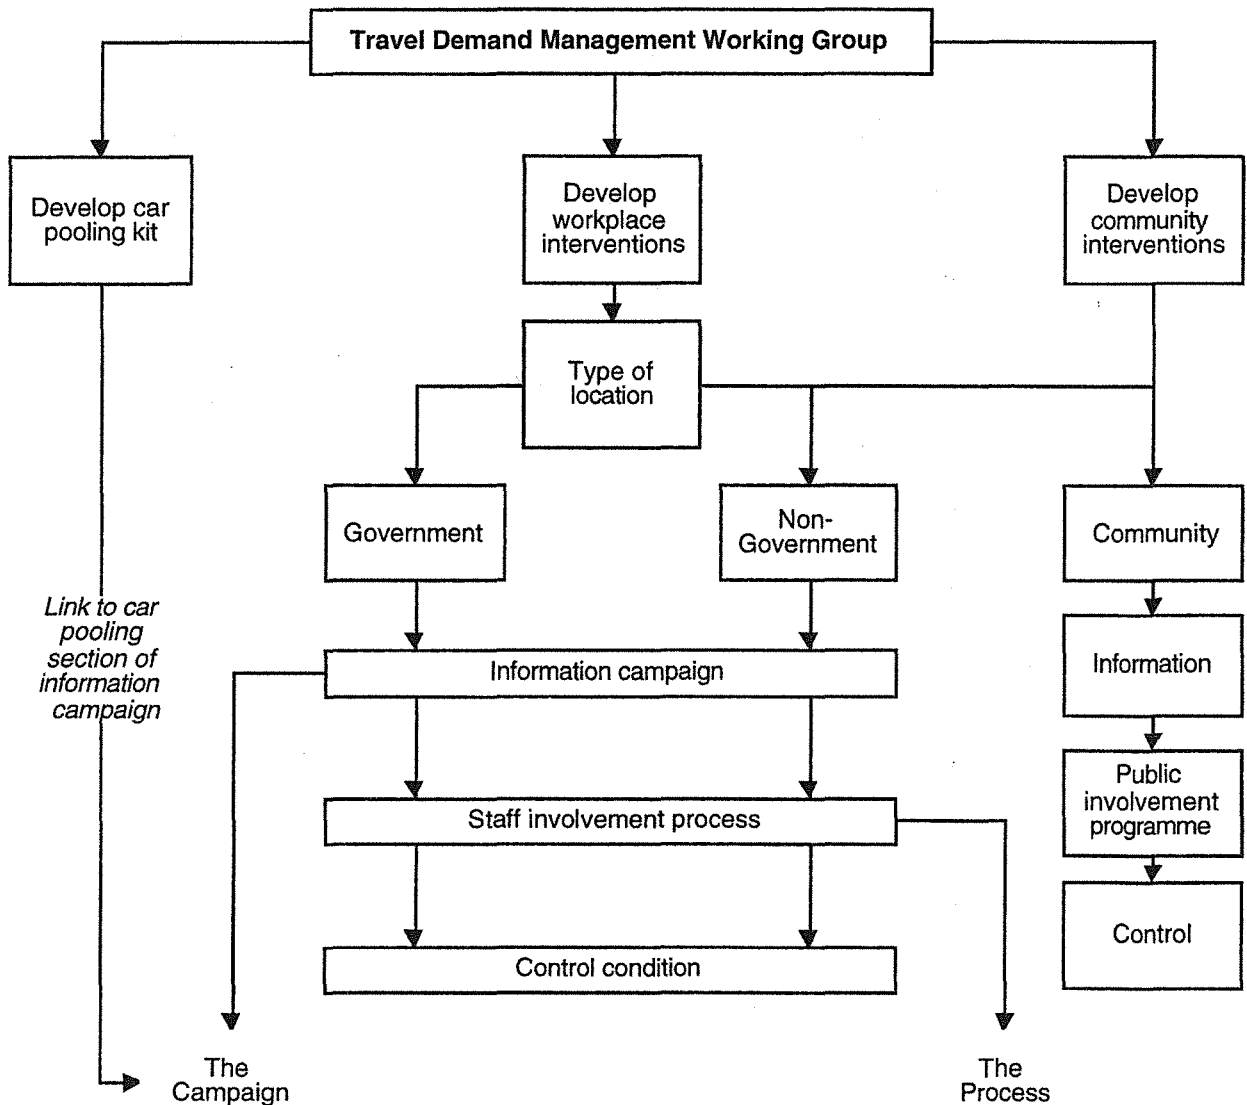 Travel Demand Management Working Group
Develop car
pooling kit
Develop
workplace
interventions
Develop
community
interventions
Type of
location
Government
Non-
Government
Community
Link to car
pooling
section of
information
campaign
Information campaign
Information
Staff involvement process
Public
involvement
programme
Control condition
Control
The
Campaign
The
Process